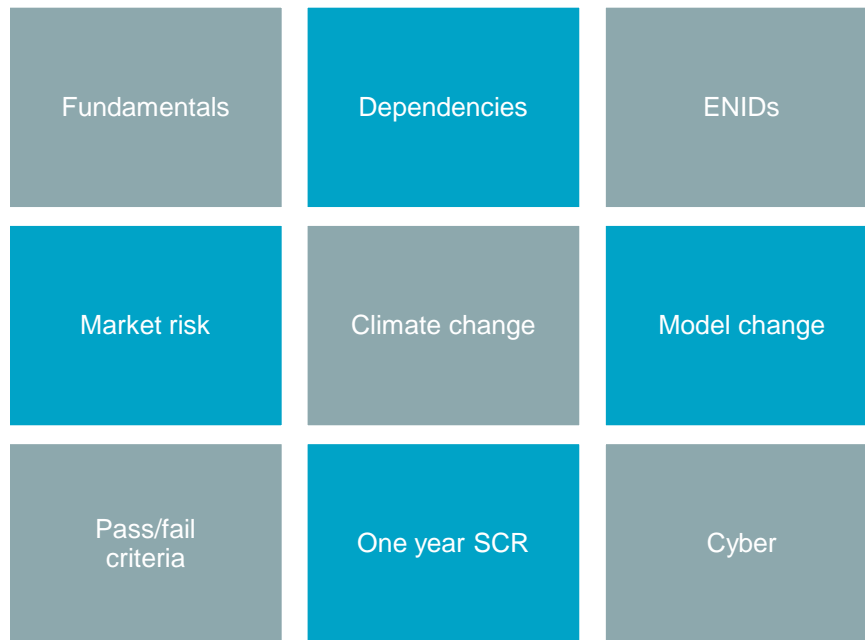 Fundamentals
Dependencies
ENIDs
Market risk
Climate change
Model change
Pass/fail
criteria
One year SCR
Cyber